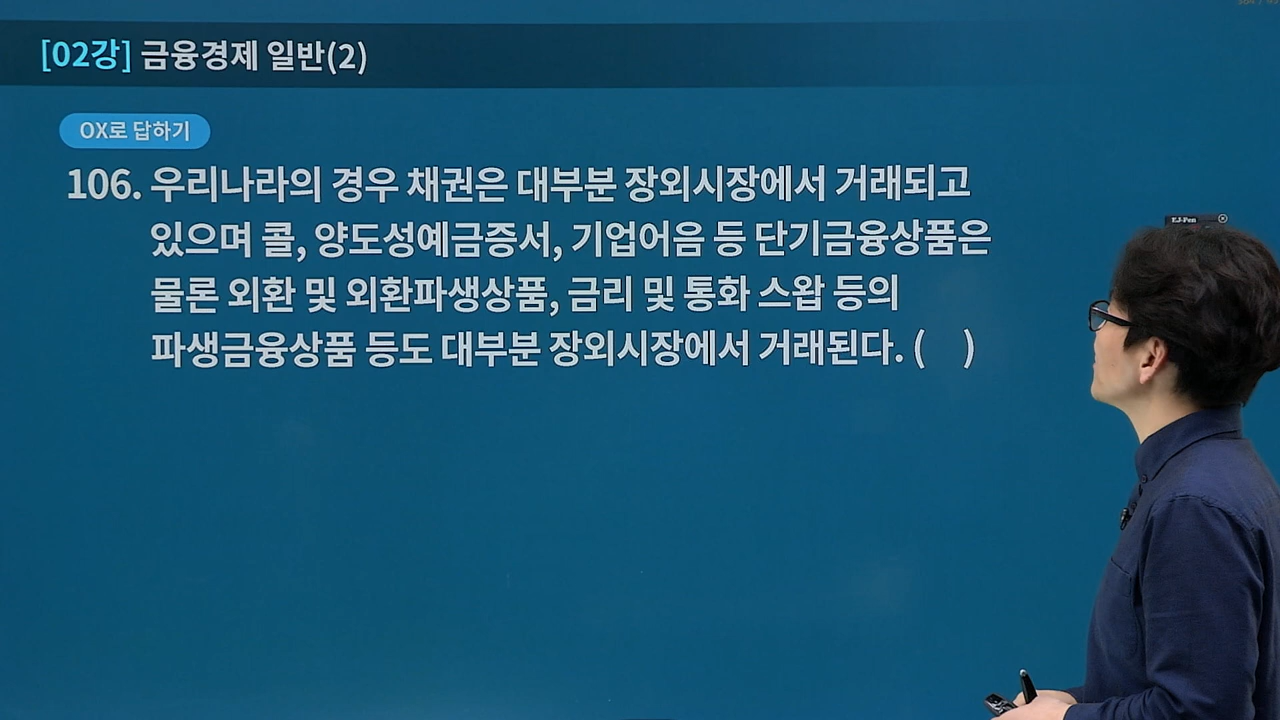 [02강] 금융경제 일반(2)
OX로 답하기
106. 우리나라의 경우 채권은 대부분 장외시장에서 거래되고
있으며 콜, 양도성예금증서, 기업어음 등 단기금융상품은
물론 외환 및 외환파생상품, 금리 및 통화 스왑 등의
파생금융상품 등도 대부분 장외시장에서 거래된다. (    )
EJ-Pen